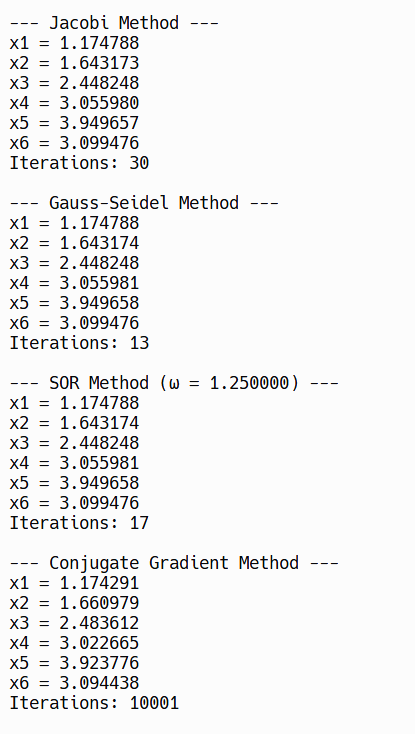 --- Jacobi Method ---
x1 = 1.174788
x2 = 1.643173
x3 = 2.448248
x4 = 3.055980
x5 = 3.949657
x6 = 3.099476
Iterations: 30

--- Gauss-Seidel Method ---
x1 = 1.174788
x2 = 1.643174
x3 = 2.448248
x4 = 3.055981
x5 = 3.949658
x6 = 3.099476
Iterations: 13

--- SOR Method (ω = 1.250000) ---
x1 = 1.174788
x2 = 1.643174
x3 = 2.448248
x4 = 3.055981
x5 = 3.949658
x6 = 3.099476
Iterations: 17

--- Conjugate Gradient Method ---
x1 = 1.174291
x2 = 1.660979
x3 = 2.483612
x4 = 3.022665
x5 = 3.923776
x6 = 3.094438
Iterations: 10001